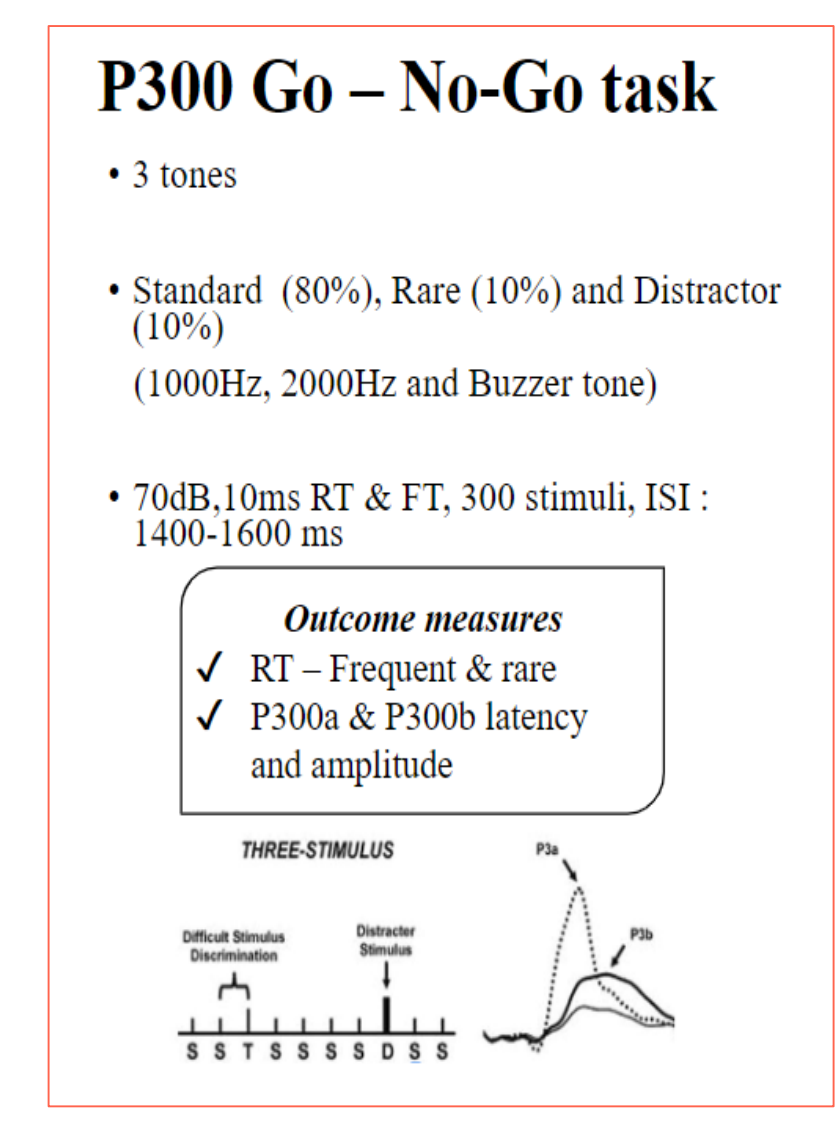 P300 Go – No-Go task
• 3 tones
• Standard  (80%), Rare (10%) and Distractor
(10%)
(1000Hz, 2000Hz and Buzzer tone)
• 70dB,10ms RT & FT, 300 stimuli, ISI :
1400-1600 ms
Outcome measures
✓ RT – Frequent & rare
✓ P300a & P300b latency
and amplitude
THREE-STIMULUS
Difficult Stimulus
Discrimination
Distracter
Stimulus
S S T S S S S D S S
P3a
P3b